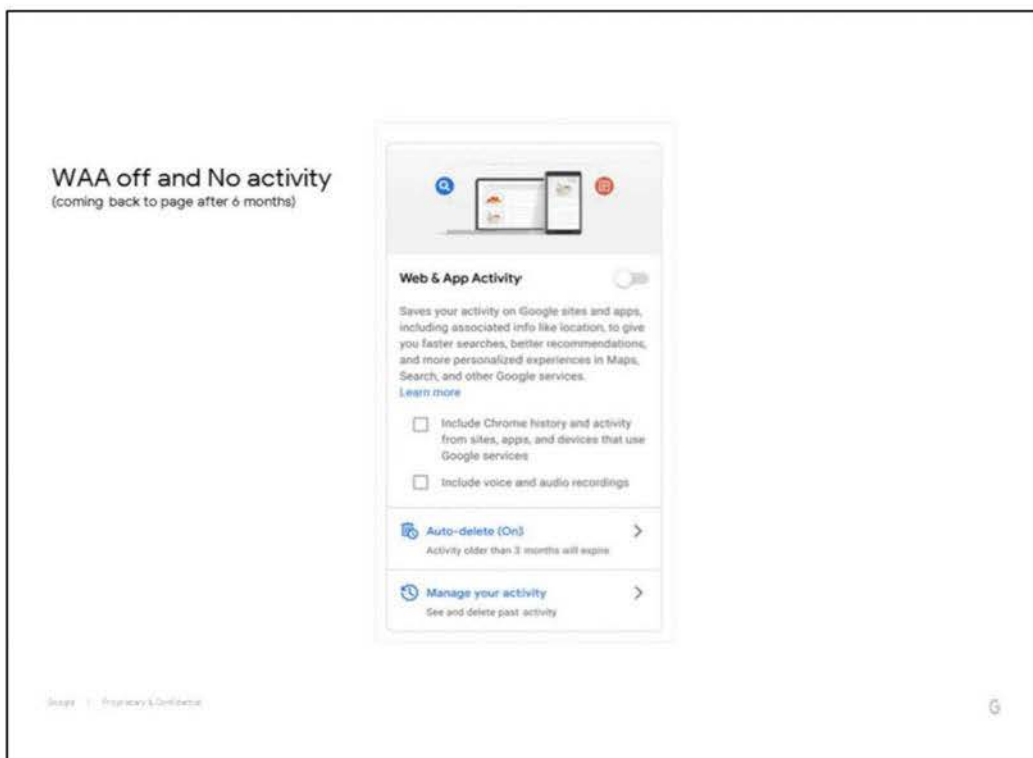 WAA off and No activity
(coming back to page after 6 months)
Web & App Activity
Saves your activity on Google sites and apps,
including associated info like location, to give
you faster searches, better recommendations,
and more personalized experiences in Maps,
Search, and other Google services.
Learn more
Include Chrome history and activity
from sites, apps, and devices that use
Google services
Include voice and audio recordings
Auto-delete (On)
Activity older than 3 months will expire
Manage your activity
See and delete past activity
Google | Proprietary & Confidential
G